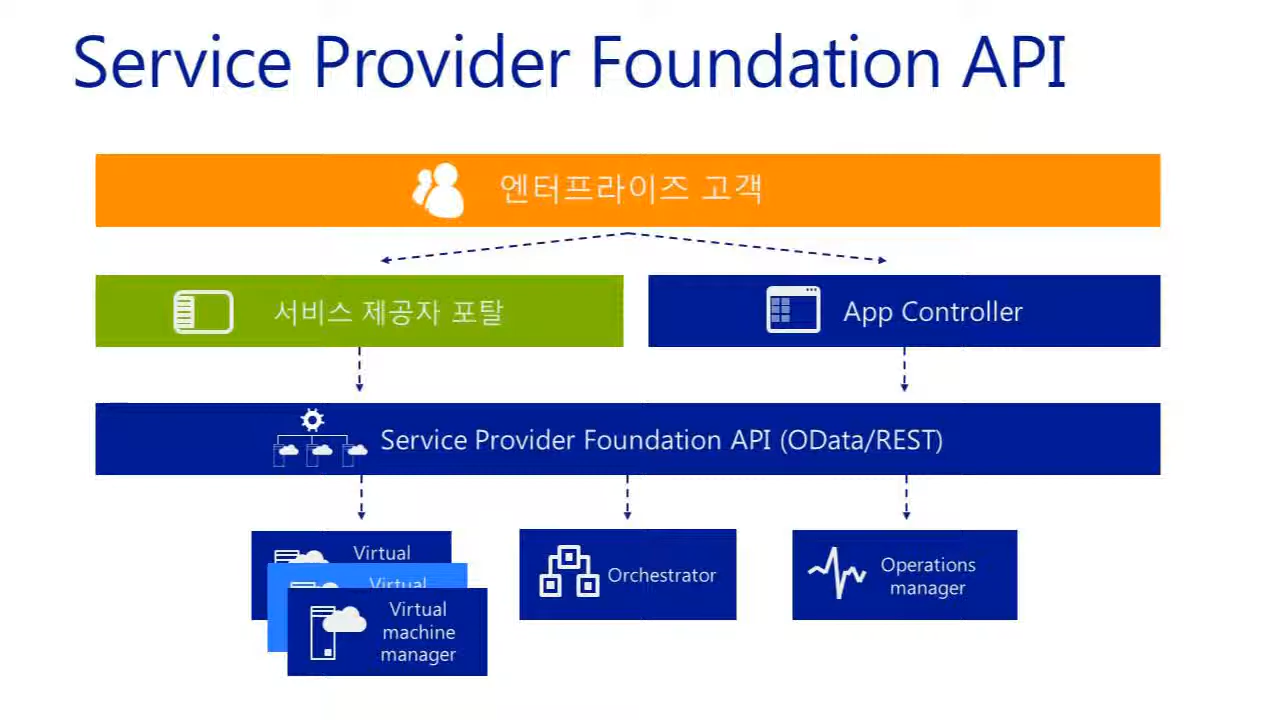 Service Provider Foundation API
엔터프라이즈 고객
서비스 제공자 포탈
App Controller
Service Provider Foundation API (OData/REST)
Virtual
Virtual
Virtual
machine
manager
Orchestrator
Operations
manager